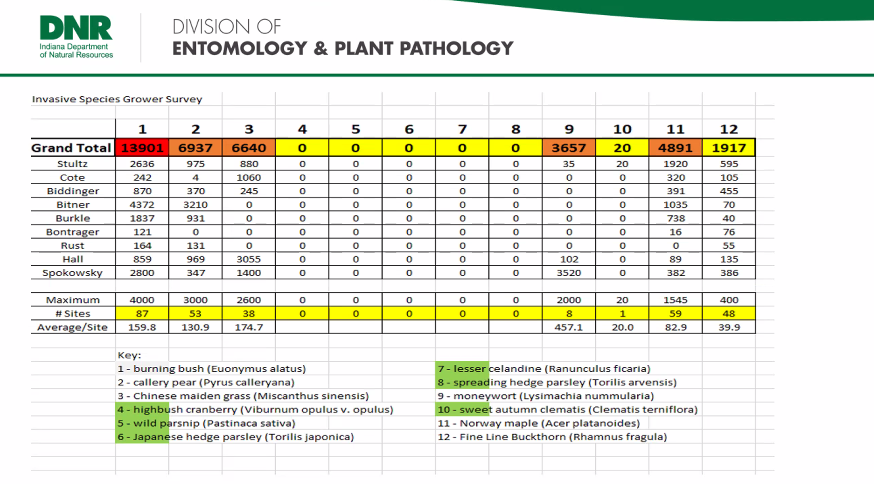 DNR
Indiana Department
of Natural Resources
DIVISION OF
ENTOMOLOGY & PLANT PATHOLOGY
Invasive Species Grower Survey
1 2 3 4 5 6 7 8 9 10 11 12
Grand Total 13901 6937 6640 0 0 0 0 0 3657 20 4891 1917
Stultz 2636 975 880 0 0 0 0 0 35 20 1920 595
Cote 242 4 1060 0 0 0 0 0 0 0 320 105
Biddinger 870 370 245 0 0 0 0 0 0 0 391 455
Bitner 4372 3210 0 0 0 0 0 0 0 0 1035 70
Burkle 1837 931 0 0 0 0 0 0 0 0 738 40
Bontrager 121 0 0 0 0 0 0 0 0 0 16 76
Rust 164 131 0 0 0 0 0 0 0 0 0 55
Hall 859 969 3055 0 0 0 0 0 102 0 89 135
Spokowsky 2800 347 1400 0 0 0 0 0 3520 0 382 386
Maximum 4000 3000 2600 0 0 0 0 0 2000 20 1545 400
# Sites 87 53 38 0 0 0 0 0 8 1 59 48
Average/Site 159.8 130.9 174.7 457.1 20.0 82.9 39.9
Key:
1 - burning bush (Euonymus alatus)
2 - callery pear (Pyrus calleryana)
3 - Chinese maiden grass (Miscanthus sinensis)
4 - highbush cranberry (Viburnum opulus v. opulus)
5 - wild parsnip (Pastinaca sativa)
6 - Japanese hedge parsley (Torilis japonica)
7 - lesser celandine (Ranunculus ficaria)
8 - spreading hedge parsley (Torilis arvensis)
9 - moneywort (Lysimachia nummularia)
10 - sweet autumn clematis (Clematis terniflora)
11 - Norway maple (Acer platanoides)
12 - Fine Line Buckthorn (Rhamnus fragula)